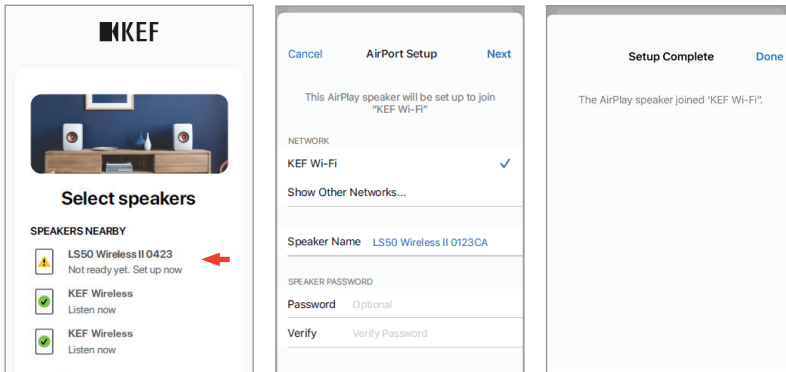 KEF
Select speakers
SPEAKERS NEARBY
LS50 Wireless II 0423
Not ready yet. Set up now
KEF Wireless
Listen now
KEF Wireless
Listen now
Cancel AirPort Setup Next
This AirPlay speaker will be set up to join
“KEF Wi-Fi”
NETWORK
KEF Wi-Fi
Show Other Networks...
Speaker Name LS50 Wireless II 0123CA
SPEAKER PASSWORD
Password Optional
Verify Verify Password
Setup Complete Done
The AirPlay speaker joined ‘KEF Wi-Fi”.